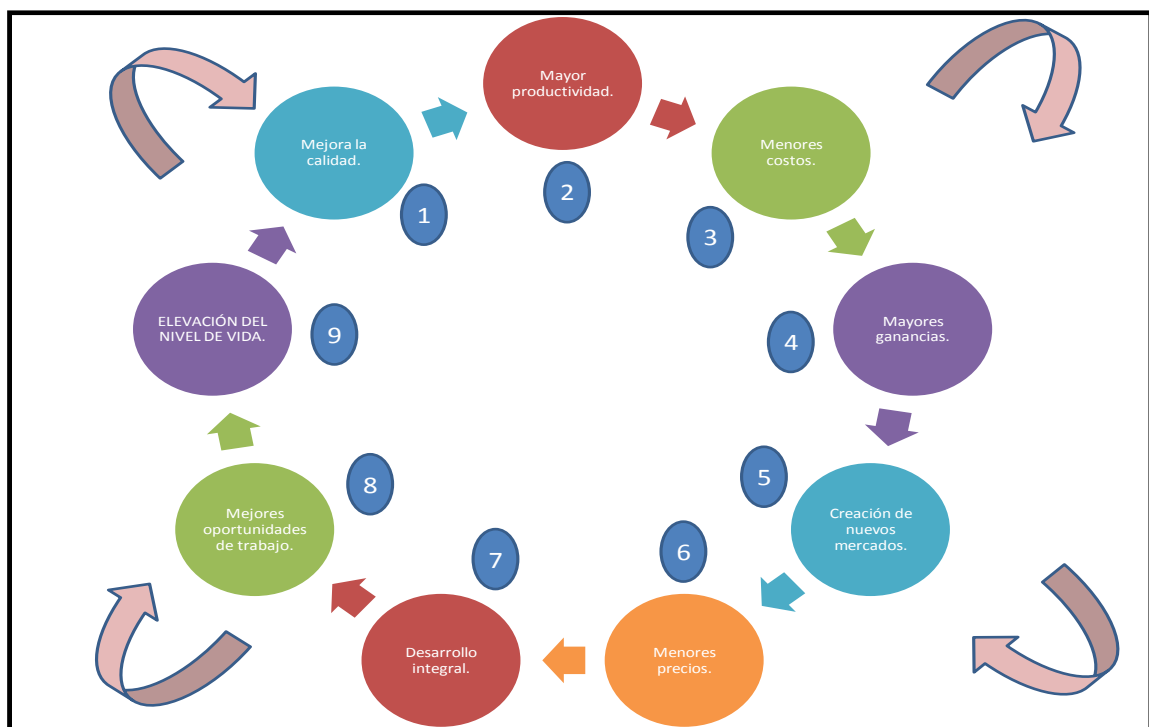 Mejora la
calidad.
1
Mayor
productividad.
2
Menores
costos.
3
Mayores
ganancias.
4
Creación de
nuevos
mercados.
5
Menores
precios.
6
Desarrollo
integral.
7
Mejores
oportunidades
de trabajo.
8
ELEVACIÓN DEL
NIVEL DE VIDA.
9